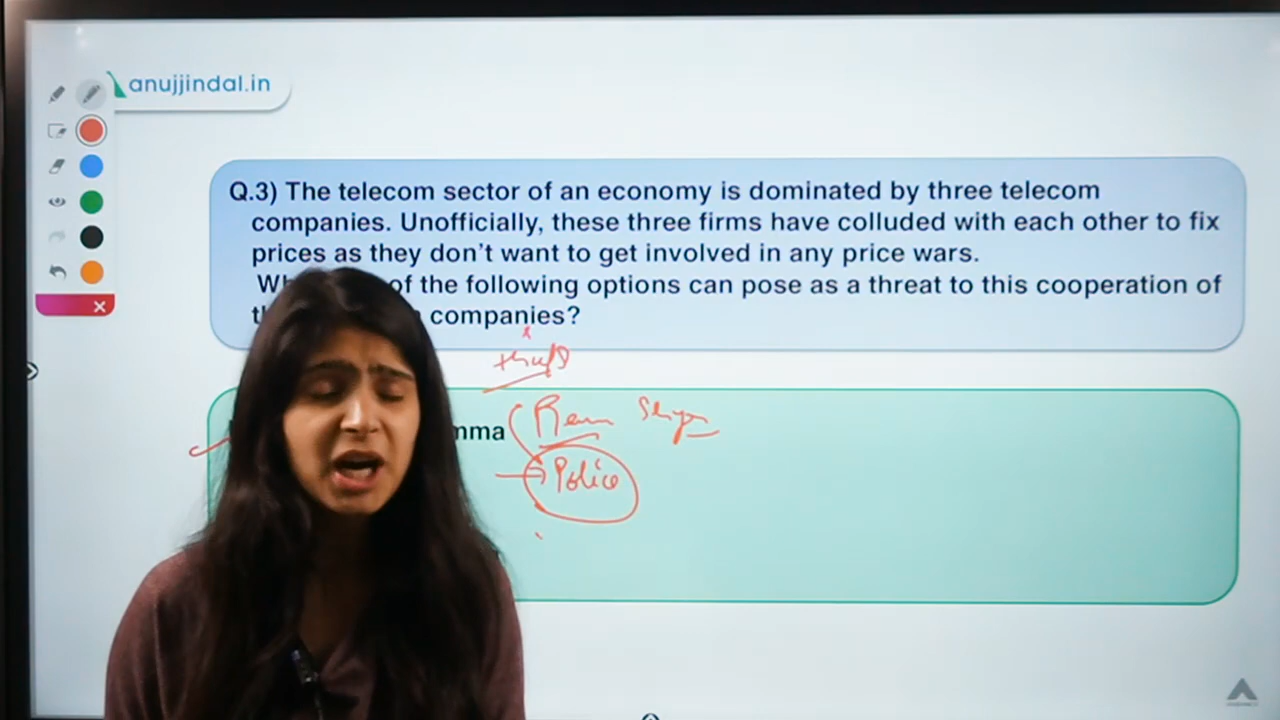 anujjindal.in
Q.3) The telecom sector of an economy is dominated by three telecom
companies. Unofficially, these three firms have colluded with each other to fix
prices as they don't want to get involved in any price wars.
of the following options can pose as a threat to this cooperation of
companies?
mma
Police